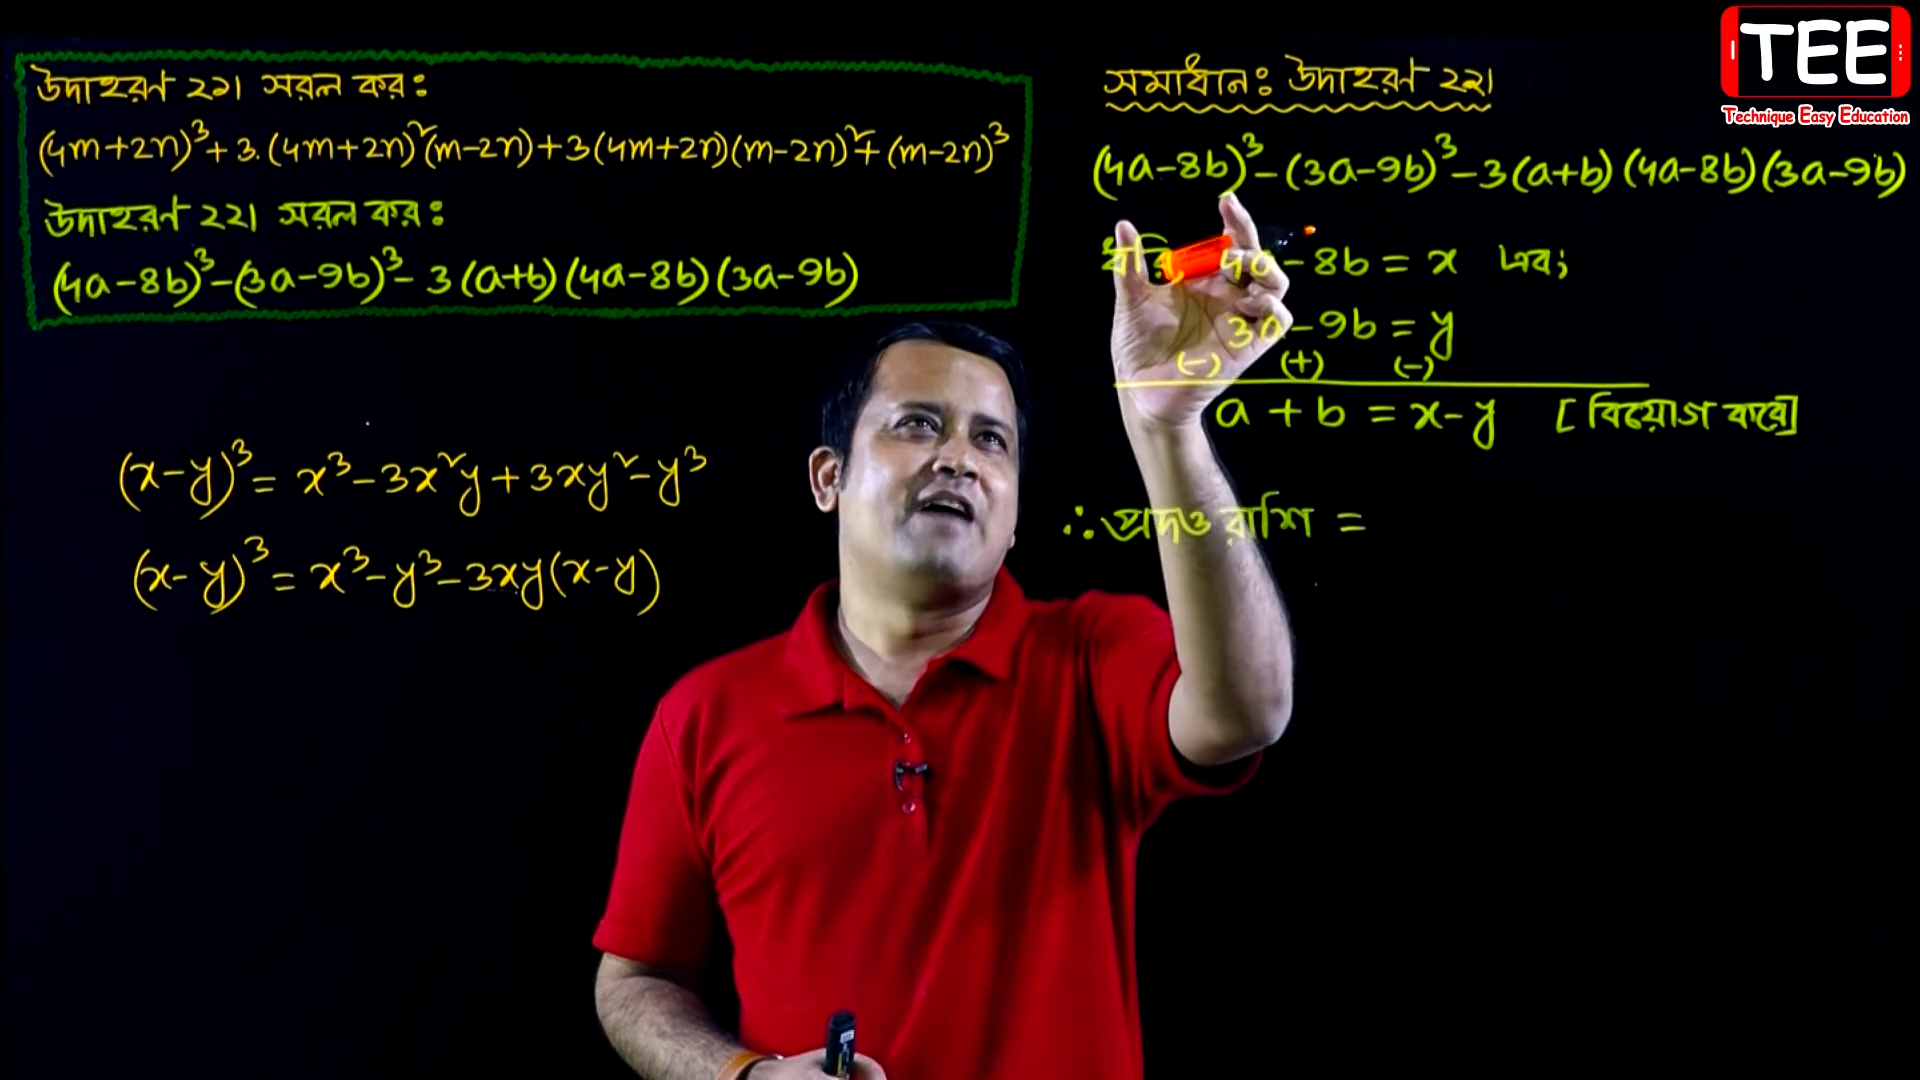 উদাহরণ ২১। সরল করঃ
(4m+2n)³+3.(4m+2n)²(m-2n)+3(4m+2n)(m-2n)²+(m-2n)³
উদাহরণ ২২। সরল করঃ
(4a-8b)³-(3a-9b)³-3(a+b)(4a-8b)(3a-9b)
(x-y)³=x³-3x²y+3xy²-y³
(x-y)³=x³-y³-3xy(x-y)
সমাধানঃ উদাহরণ ২২।
(4a-8b)³-(3a-9b)³-3(a+b)(4a-8b)(3a-9b)
ধরি, 4a-8b=x এবং
3a-9b=y
(-) (+) (-)
a+b=x-y [বিয়োগ করে]
∴ প্রদত্ত রাশি =
TEE
Technique Easy Education